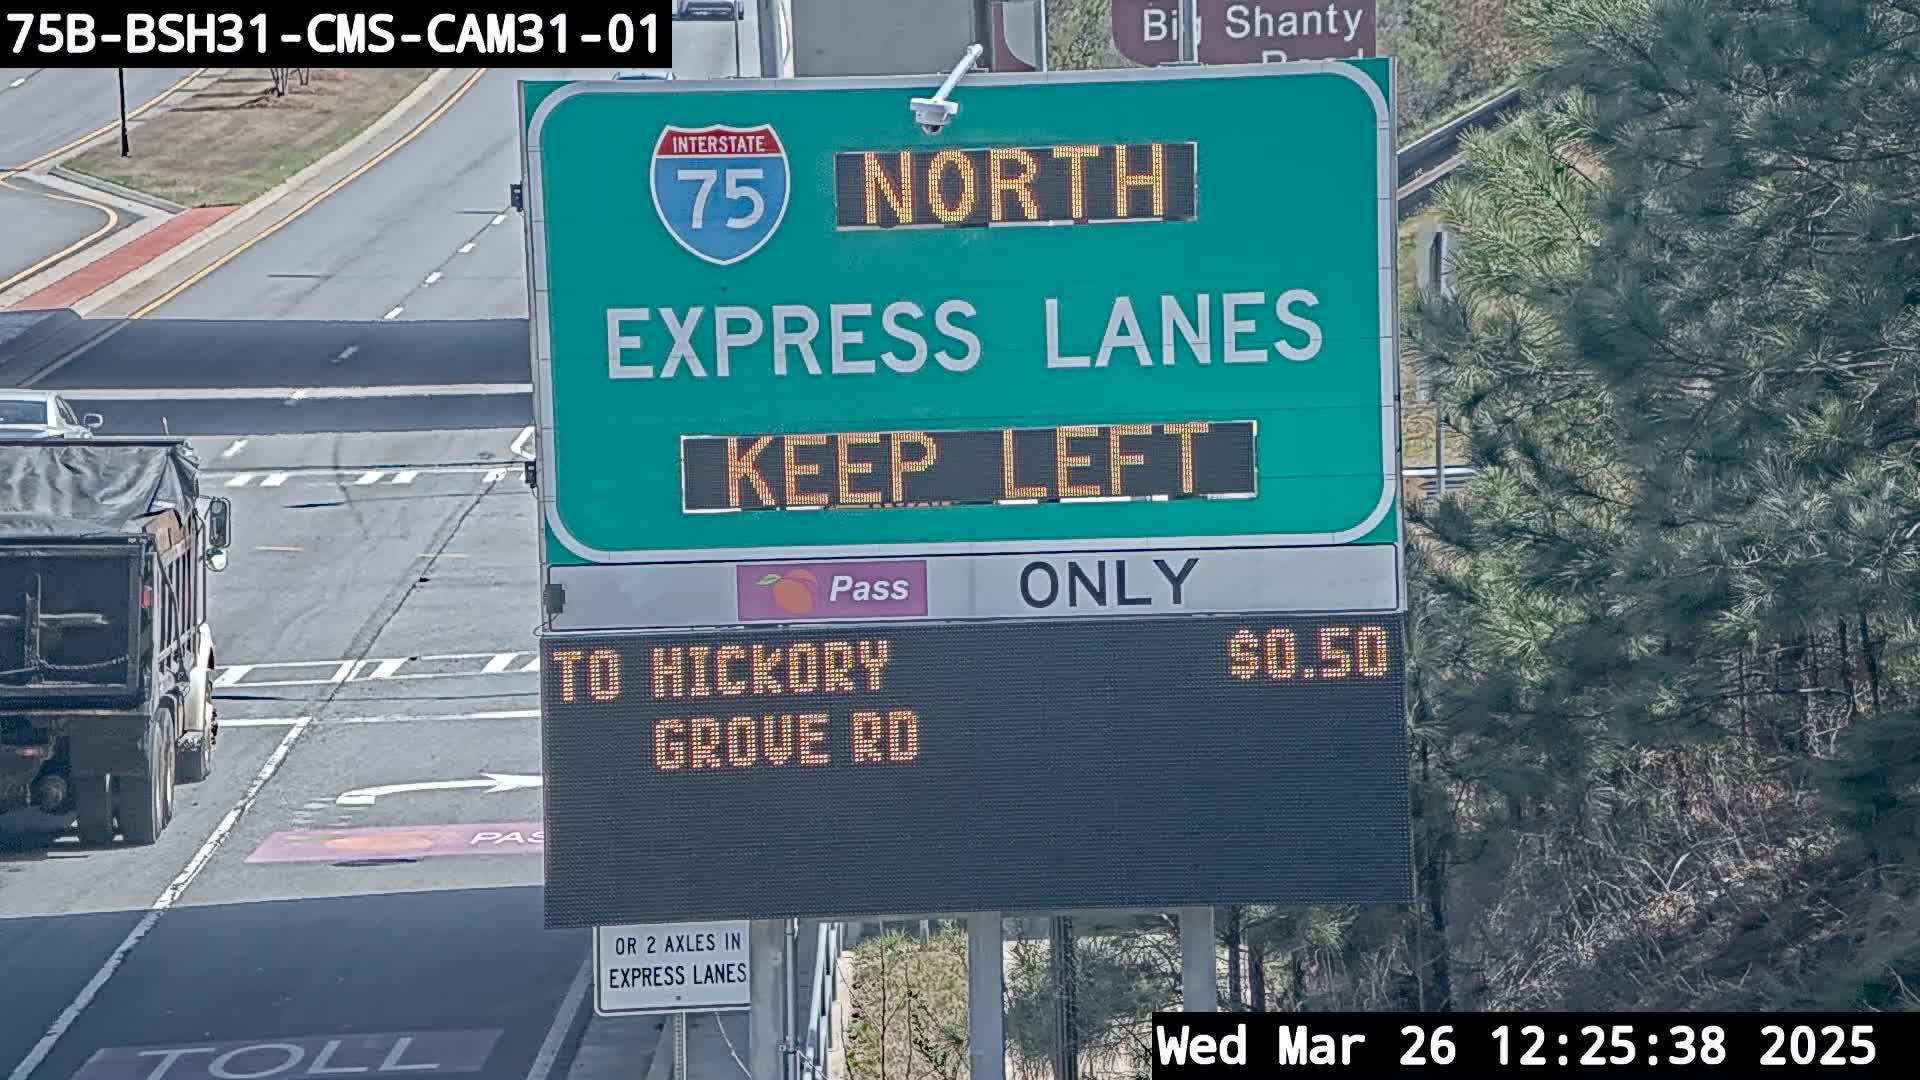 75B-BSH31-CMS-CAM31-01
Big Shanty
INTERSTATE
75
NORTH
EXPRESS LANES
KEEP LEFT
Pass ONLY
TO HICKORY $0.50
GROVE RD
PAS
OR 2 AXLES IN
EXPRESS LANES
TOLL
Wed Mar 26 12:25:38 2025